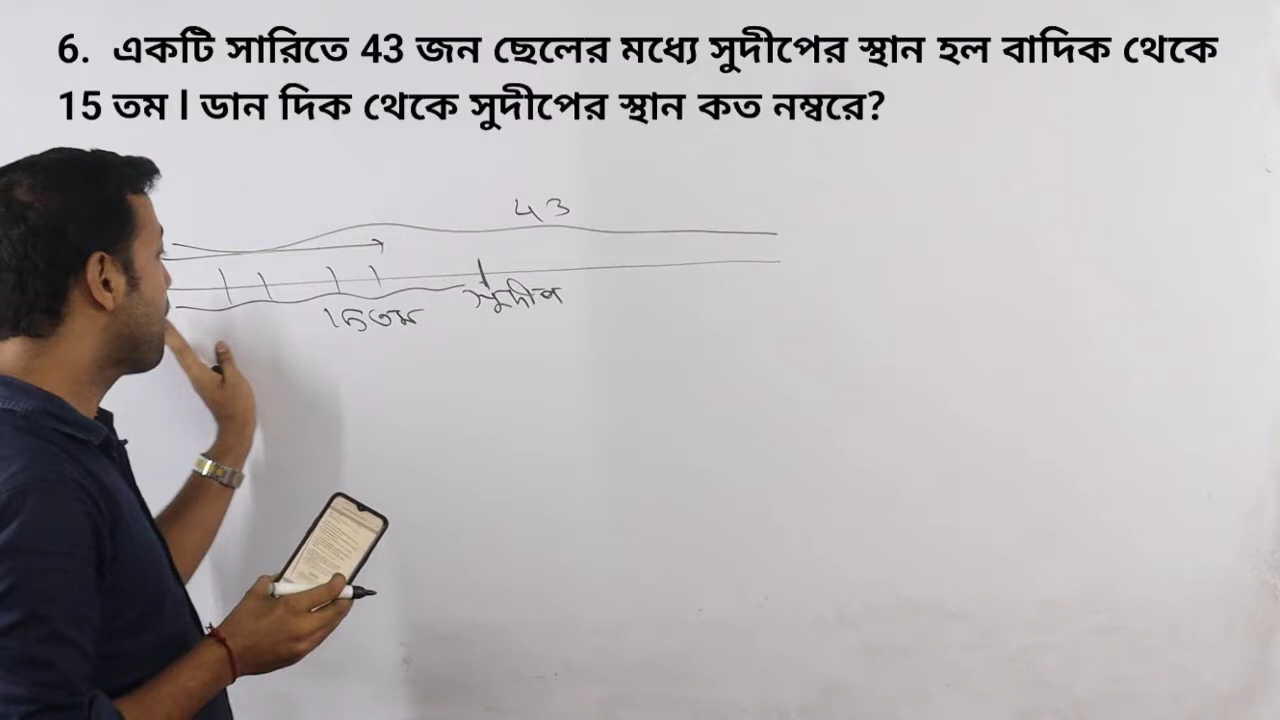 6. একটি সারিতে 43 জন ছেলের মধ্যে সুদীপের স্থান হল বাদিক থেকে
15 তম l ডান দিক থেকে সুদীপের স্থান কত নম্বরে?
43
15তম
সুদীপ